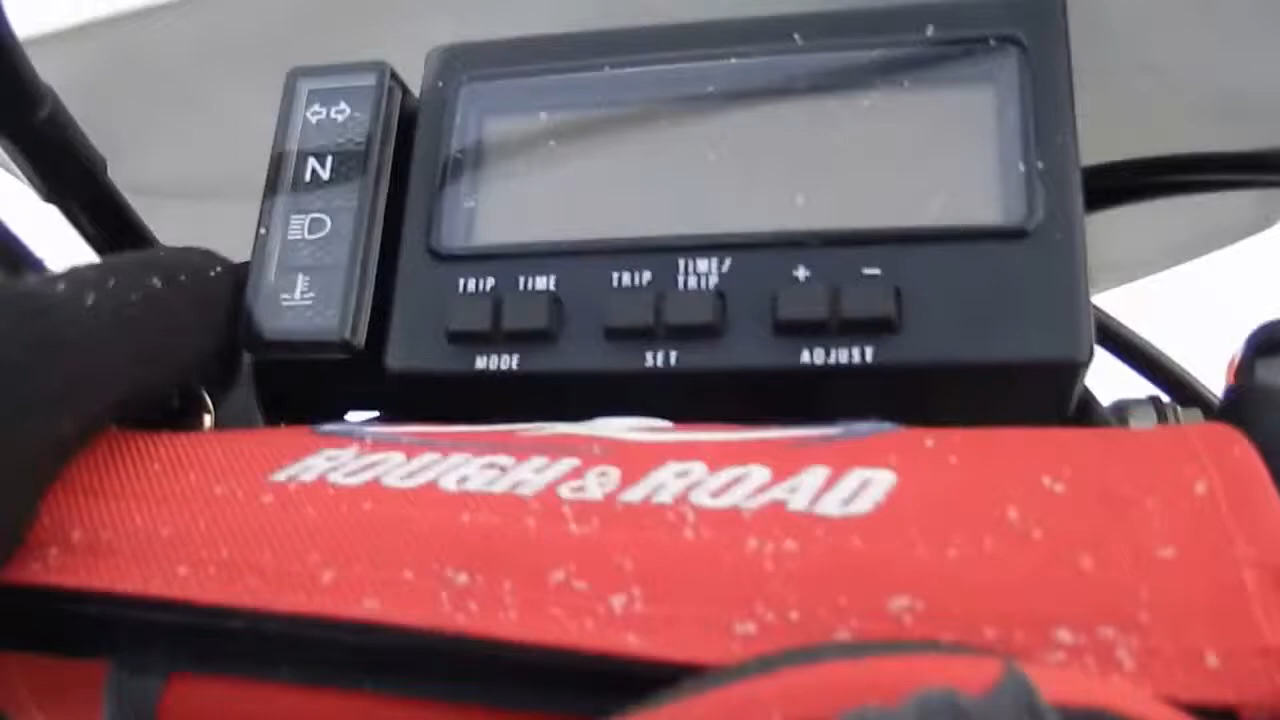 N
TRIP TIME
MODE
TRIP TIME/TRIP
SET
+ −
ADJUST
ROUGH & ROAD